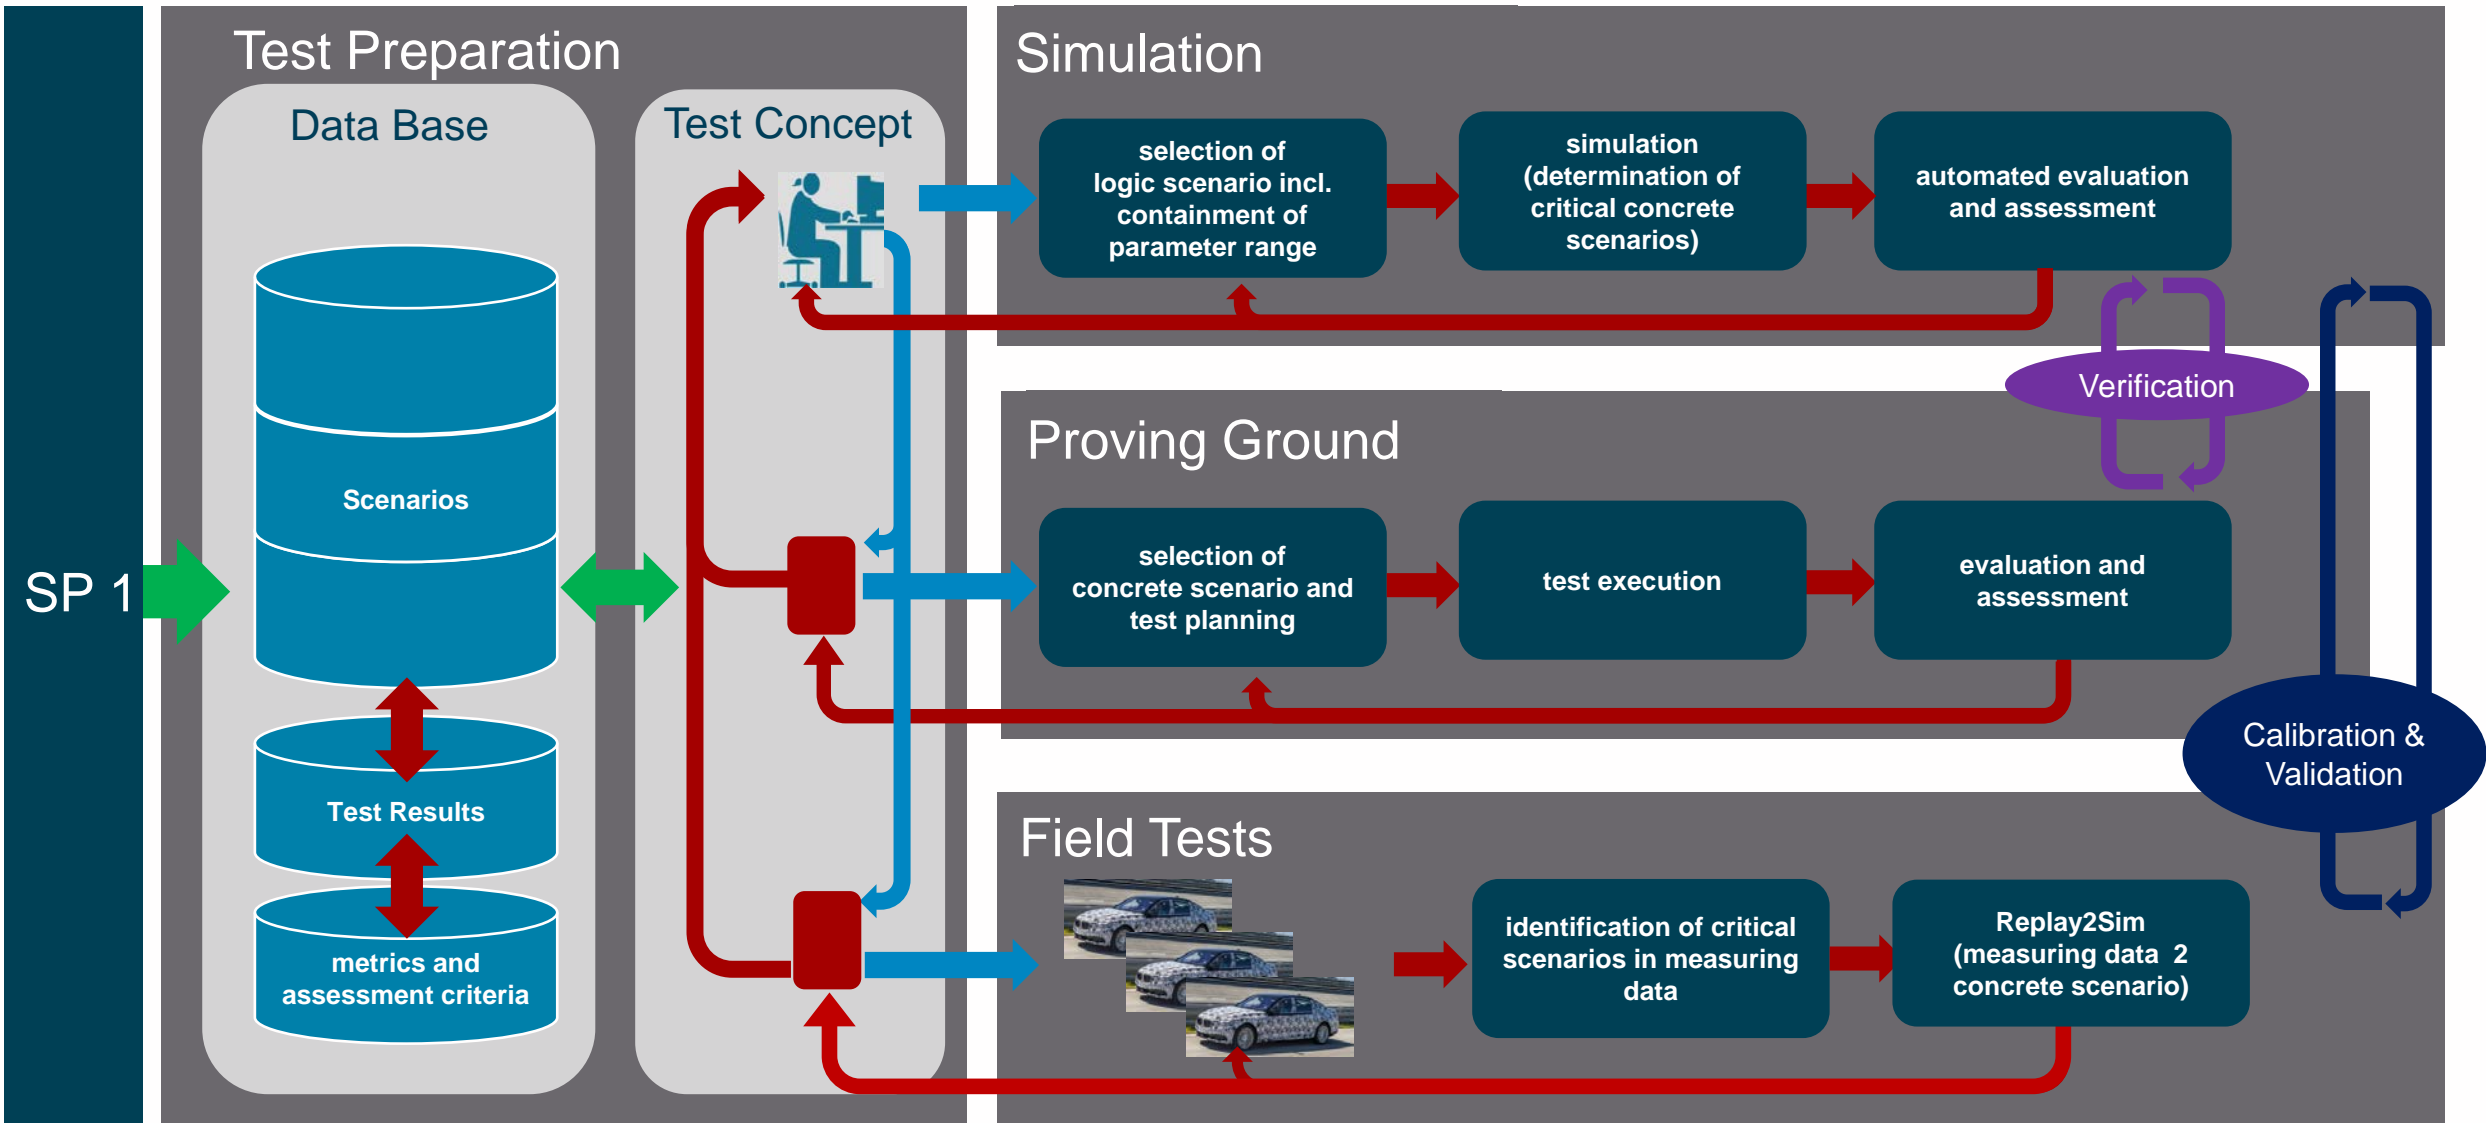 SP 1
Test Preparation
Data Base
Scenarios
Test Results
metrics and
assessment criteria
Test Concept
Simulation
selection of
logic scenario incl.
containment of
parameter range
simulation
(determination of
critical concrete
scenarios)
automated evaluation
and assessment
Verification
Proving Ground
selection of
concrete scenario and
test planning
test execution
evaluation and
assessment
Calibration &
Validation
Field Tests
identification of critical
scenarios in measuring
data
Replay2Sim
(measuring data 2
concrete scenario)